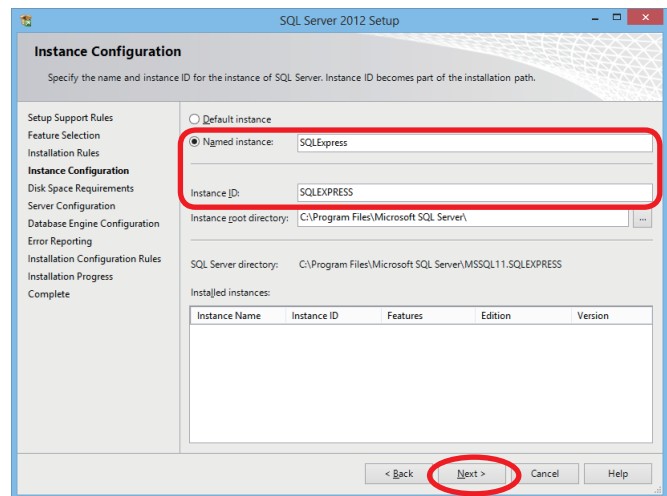 SQL Server 2012 Setup
Instance Configuration
Specify the name and instance ID for the instance of SQL Server. Instance ID becomes part of the installation path.
Setup Support Rules
Feature Selection
Installation Rules
Instance Configuration
Disk Space Requirements
Server Configuration
Database Engine Configuration
Error Reporting
Installation Configuration Rules
Installation Progress
Complete
Default instance
Named instance: SQLExpress
Instance ID: SQLEXPRESS
Instance root directory: C:\Program Files\Microsoft SQL Server\ ...
SQL Server directory: C:\Program Files\Microsoft SQL Server\MSSQL11.SQLEXPRESS
Installed instances:
Instance Name Instance ID Features Edition Version
< Back Next > Cancel Help